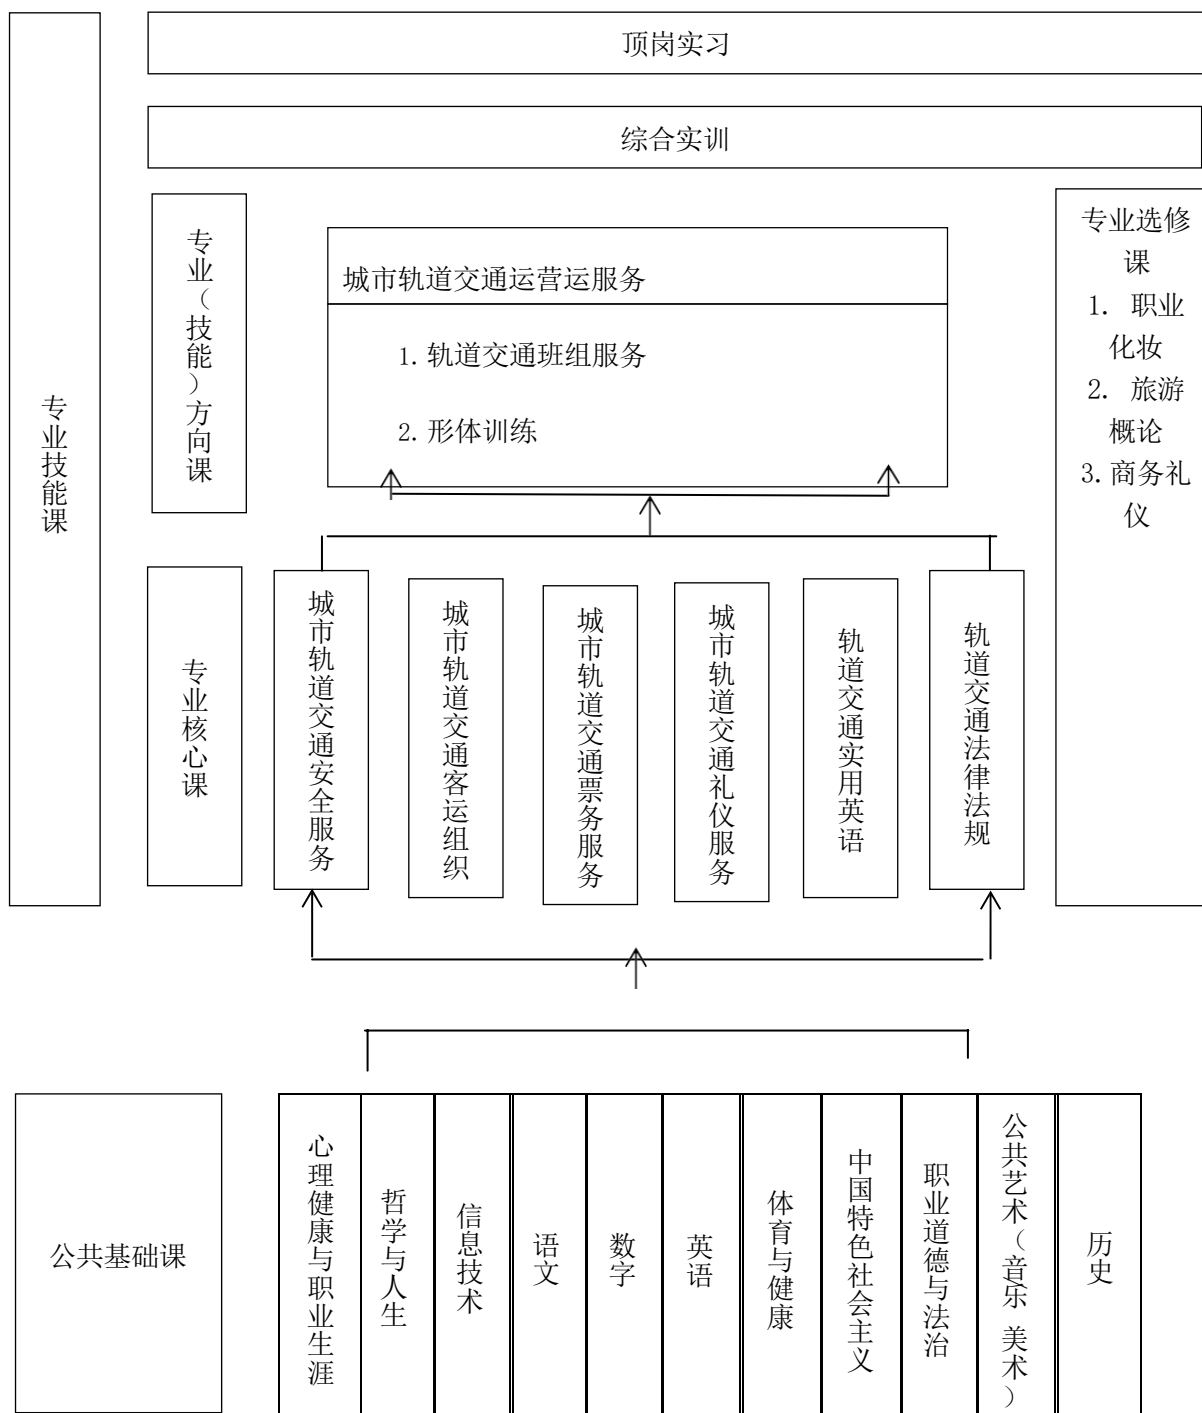 顶岗实习
综合实训
专业技能课
专业（技能）方向课
城市轨道交通运营运服务
1.轨道交通班组服务
2.形体训练
专业选修
课
1. 职业
化妆
2. 旅游
概论
3.商务礼
仪
专业核心课
城市轨道交通安全服务
城市轨道交通客运组织
城市轨道交通票务服务
城市轨道交通礼仪服务
轨道交通实用英语
轨道交通法律法规
公共基础课
心理健康与职业生涯
哲学与人生
信息技术
语文
数字
英语
体育与健康
中国特色社会主义
职业道德与法治
公共艺术（音乐 美术）
历史